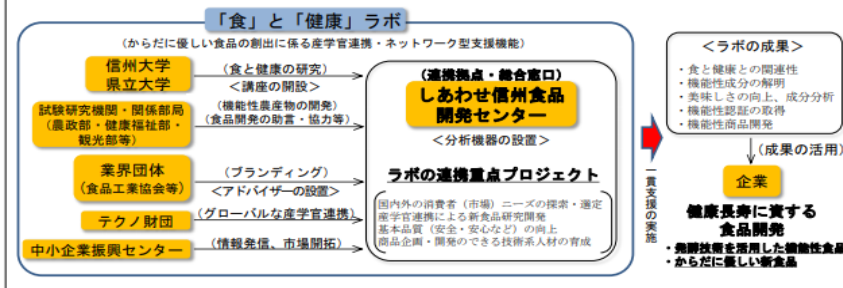 「食」と「健康」ラボ
(からだに優しい食品の創出に係る産学官連携・ネットワーク型支援機能)
信州大学
県立大学
(食と健康の研究)
<講座の開設>
試験研究機関・関係部局
(農政部・健康福祉部・
観光部等)
(機能性農産物の開発)
(食品開発の助言・協力等)
業界団体
(食品工業協会等)
(ブランディング)
<アドバイザーの設置>
テクノ財団
(グローバルな産学官連携)
中小企業振興センター
(情報発信、市場開拓)
(連携拠点・総合窓口)
しあわせ信州食品
開発センター
<分析機器の設置>
ラボの連携重点プロジェクト
国内外の消費者(市場)ニーズの探索・選定
産学官連携による新食品研究開発
基本品質(安全・安心など)の向上
商品企画・開発のできる技術系人材の育成
一貫支援の実施
<ラボの成果>
・食と健康との関連性
・機能性成分の解明
・美味しさの向上、成分分析
・機能性認証の取得
・機能性商品開発
(成果の活用)
企業
健康長寿に資する
食品開発
・発酵技術を活用した機能性食品
・からだに優しい新食品